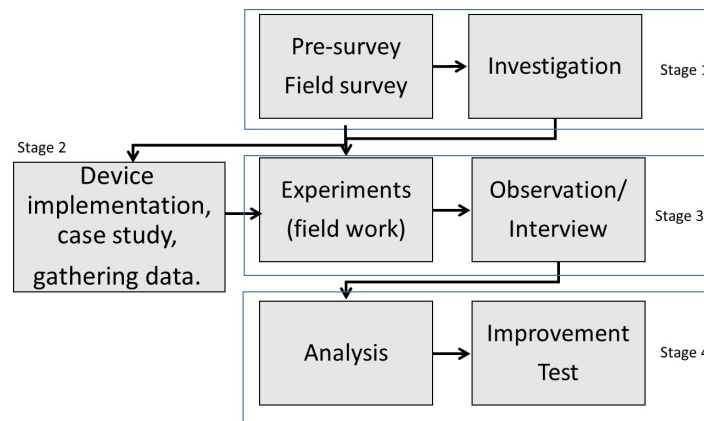 Pre-survey
Field survey
Investigation
Stage 1
Stage 2
Device
implementation,
case study,
gathering data.
Experiments
(field work)
Observation/
Interview
Stage 3
Analysis
Improvement
Test
Stage 4